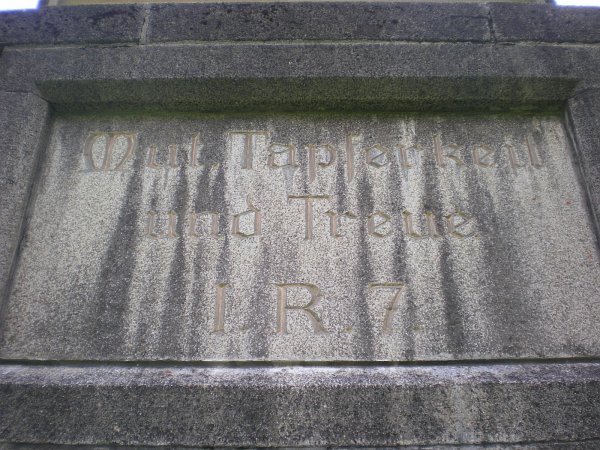 Mut, Tapferkeit
und Treue.
I. R. 7.